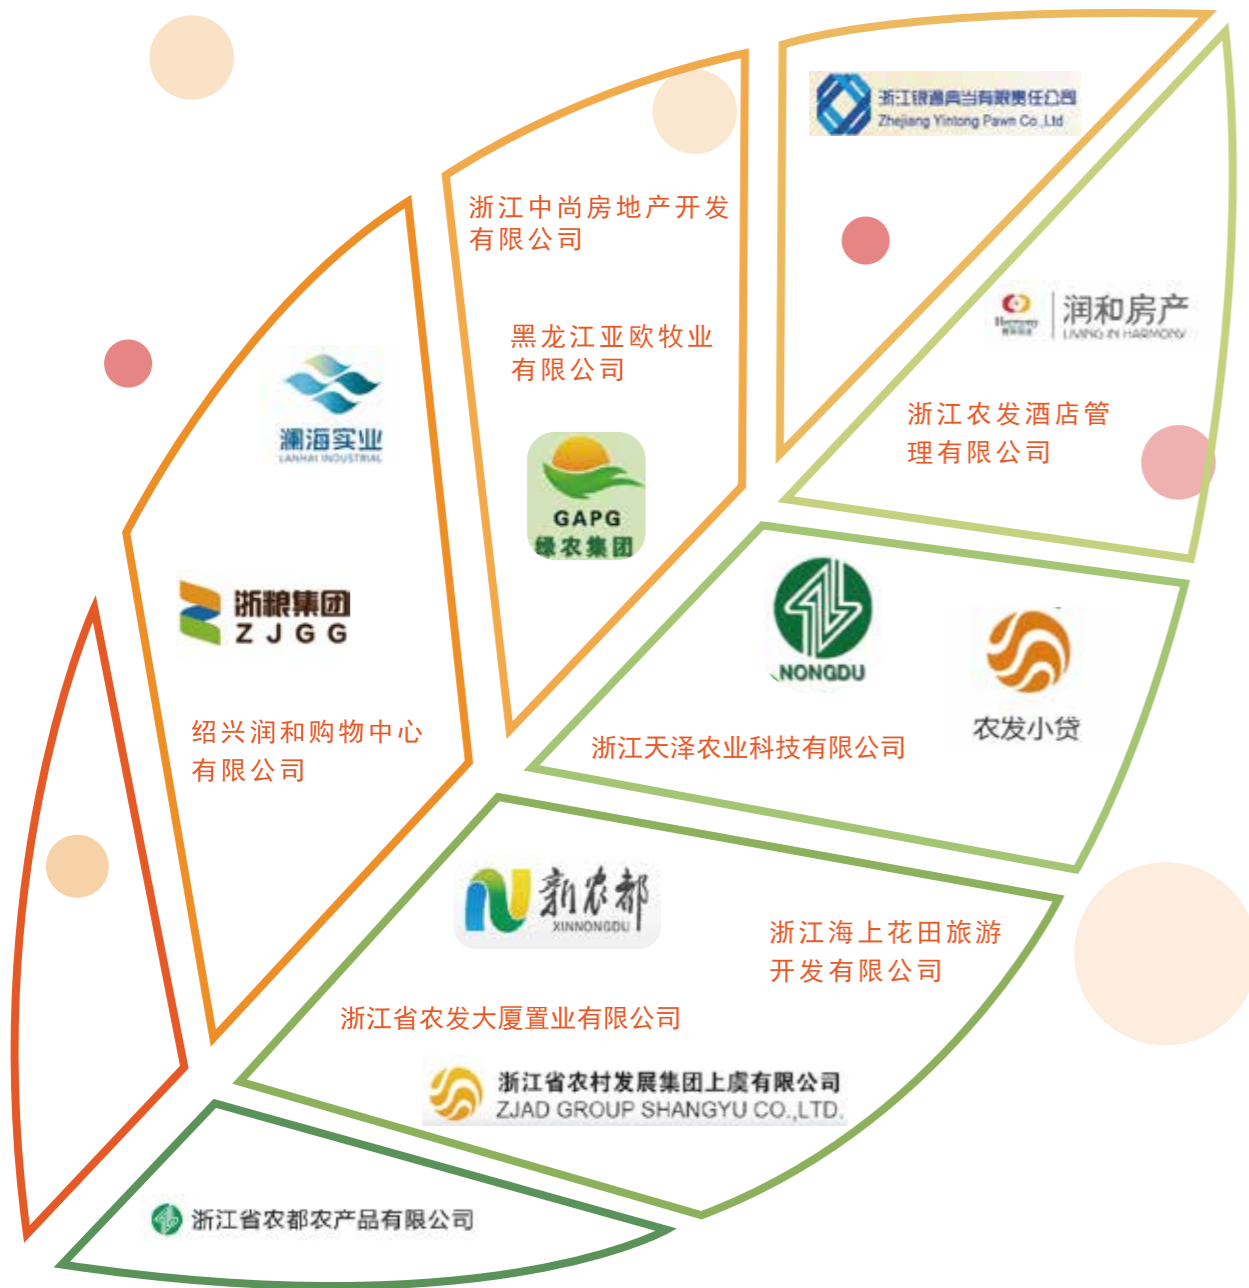 浙江银通典当有限责任公司
Zhejiang Yintong Pawn Co.,Ltd
浙江中尚房地产开发
有限公司
黑龙江亚欧牧业
有限公司
GAPG
绿农集团
润和房产
LIVING IN HARMONY
Harmony
浙江农发酒店管
理有限公司
澜海实业
LANHAI INDUSTRIAL
浙粮集团
ZJGG
绍兴润和购物中心
有限公司
NONGDU
农发小贷
浙江天泽农业科技有限公司
新农都
XINNONGDU
浙江海上花田旅游
开发有限公司
浙江省农发大厦置业有限公司
浙江省农村发展集团上虞有限公司
ZJAD GROUP SHANGYU CO.,LTD.
浙江省农都农产品有限公司